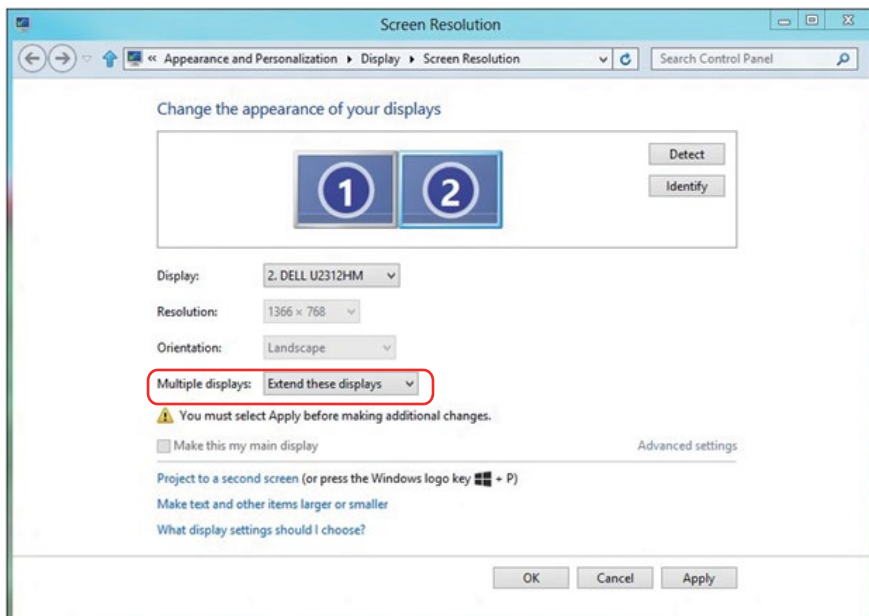 Screen Resolution
« Appearance and Personalization Display Screen Resolution Search Control Panel
Change the appearance of your displays
1 2
Detect
Identify
Display: 2. DELL U2312HM
Resolution: 1366 × 768
Orientation: Landscape
Multiple displays: Extend these displays
You must select Apply before making additional changes.
Make this my main display Advanced settings
Project to a second screen (or press the Windows logo key + P)
Make text and other items larger or smaller
What display settings should I choose?
OK Cancel Apply